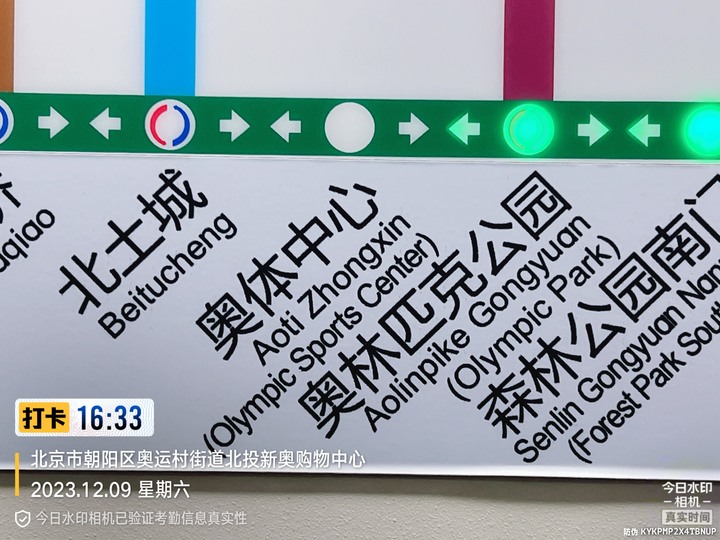 北土城
Beitucheng
奥体中心
Aoti Zhongxin
(Olympic Sports Center)
奥林匹克公园
Aolinpike Gongyuan
(Olympic Park)
森林公园南门
Senlin Gongyuan
(Forest Park
打卡 16:33
北京市朝阳区奥运村街道北投新奥购物中心
2023.12.09 星期六
今日水印相机已验证考勤信息真实性
今日水印
相机
真实时间
防伪 KYKPMP2X4TBNUP